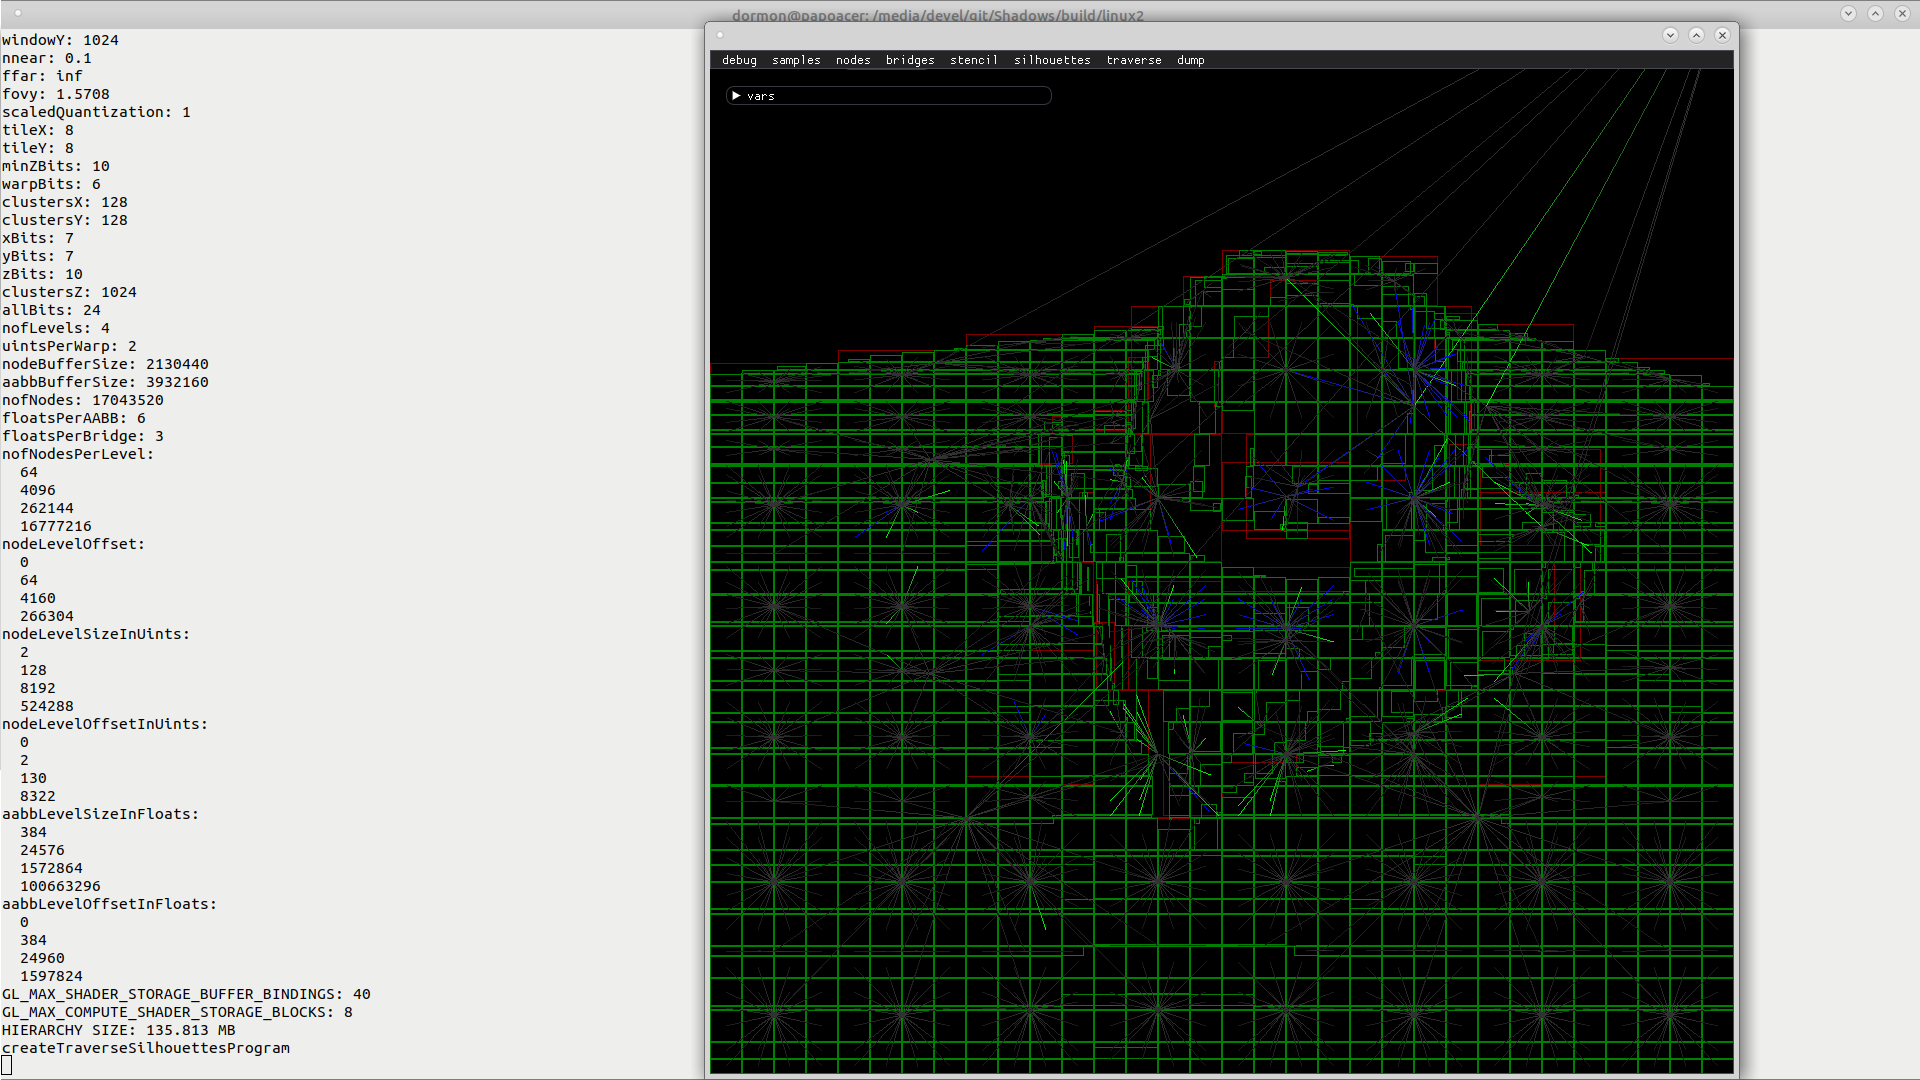 dormon@papoacer: /media/devel/git/Shadows/build/linux2
windowY: 1024
nnear: 0.1
ffar: inf
fovy: 1.5708
scaledQuantization: 1
tileX: 8
tileY: 8
minZBits: 10
warpBits: 6
clustersX: 128
clustersY: 128
xBits: 7
yBits: 7
zBits: 10
clustersZ: 1024
allBits: 24
nofLevels: 4
uintsPerWarp: 2
nodeBufferSize: 2130440
aabbBufferSize: 3932160
nofNodes: 17043520
floatsPerAABB: 6
floatsPerBridge: 3
nofNodesPerLevel:
64
4096
262144
16777216
nodeLevelOffset:
0
64
4160
266304
nodeLevelSizeInUints:
2
128
8192
524288
nodeLevelOffsetInUints:
0
2
130
8322
aabbLevelSizeInFloats:
384
24576
1572864
100663296
aabbLevelOffsetInFloats:
0
384
24960
1597824
GL_MAX_SHADER_STORAGE_BUFFER_BINDINGS: 40
GL_MAX_COMPUTE_SHADER_STORAGE_BLOCKS: 8
HIERARCHY SIZE: 135.813 MB
createTraverseSilhouettesProgram
debug samples nodes bridges stencil silhouettes traverse dump
vars